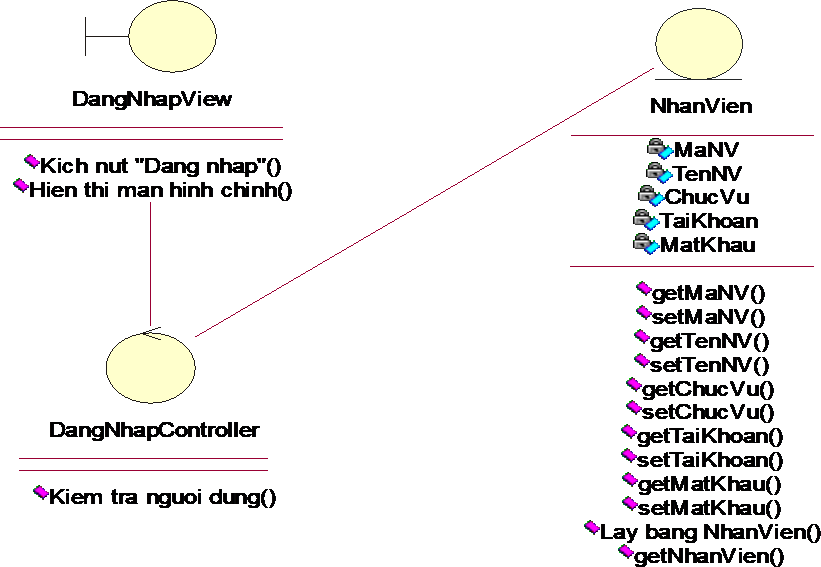 DangNhapView
Kich nut "Dang nhap"()
Hien thi man hinh chinh()
DangNhapController
Kiem tra nguoi dung()
NhanVien
MaNV
TenNV
ChucVu
TaiKhoan
MatKhau
getMaNV()
setMaNV()
getTenNV()
setTenNV()
getChucVu()
setChucVu()
getTaiKhoan()
setTaiKhoan()
getMatKhau()
setMatKhau()
Lay bang NhanVien()
getNhanVien()